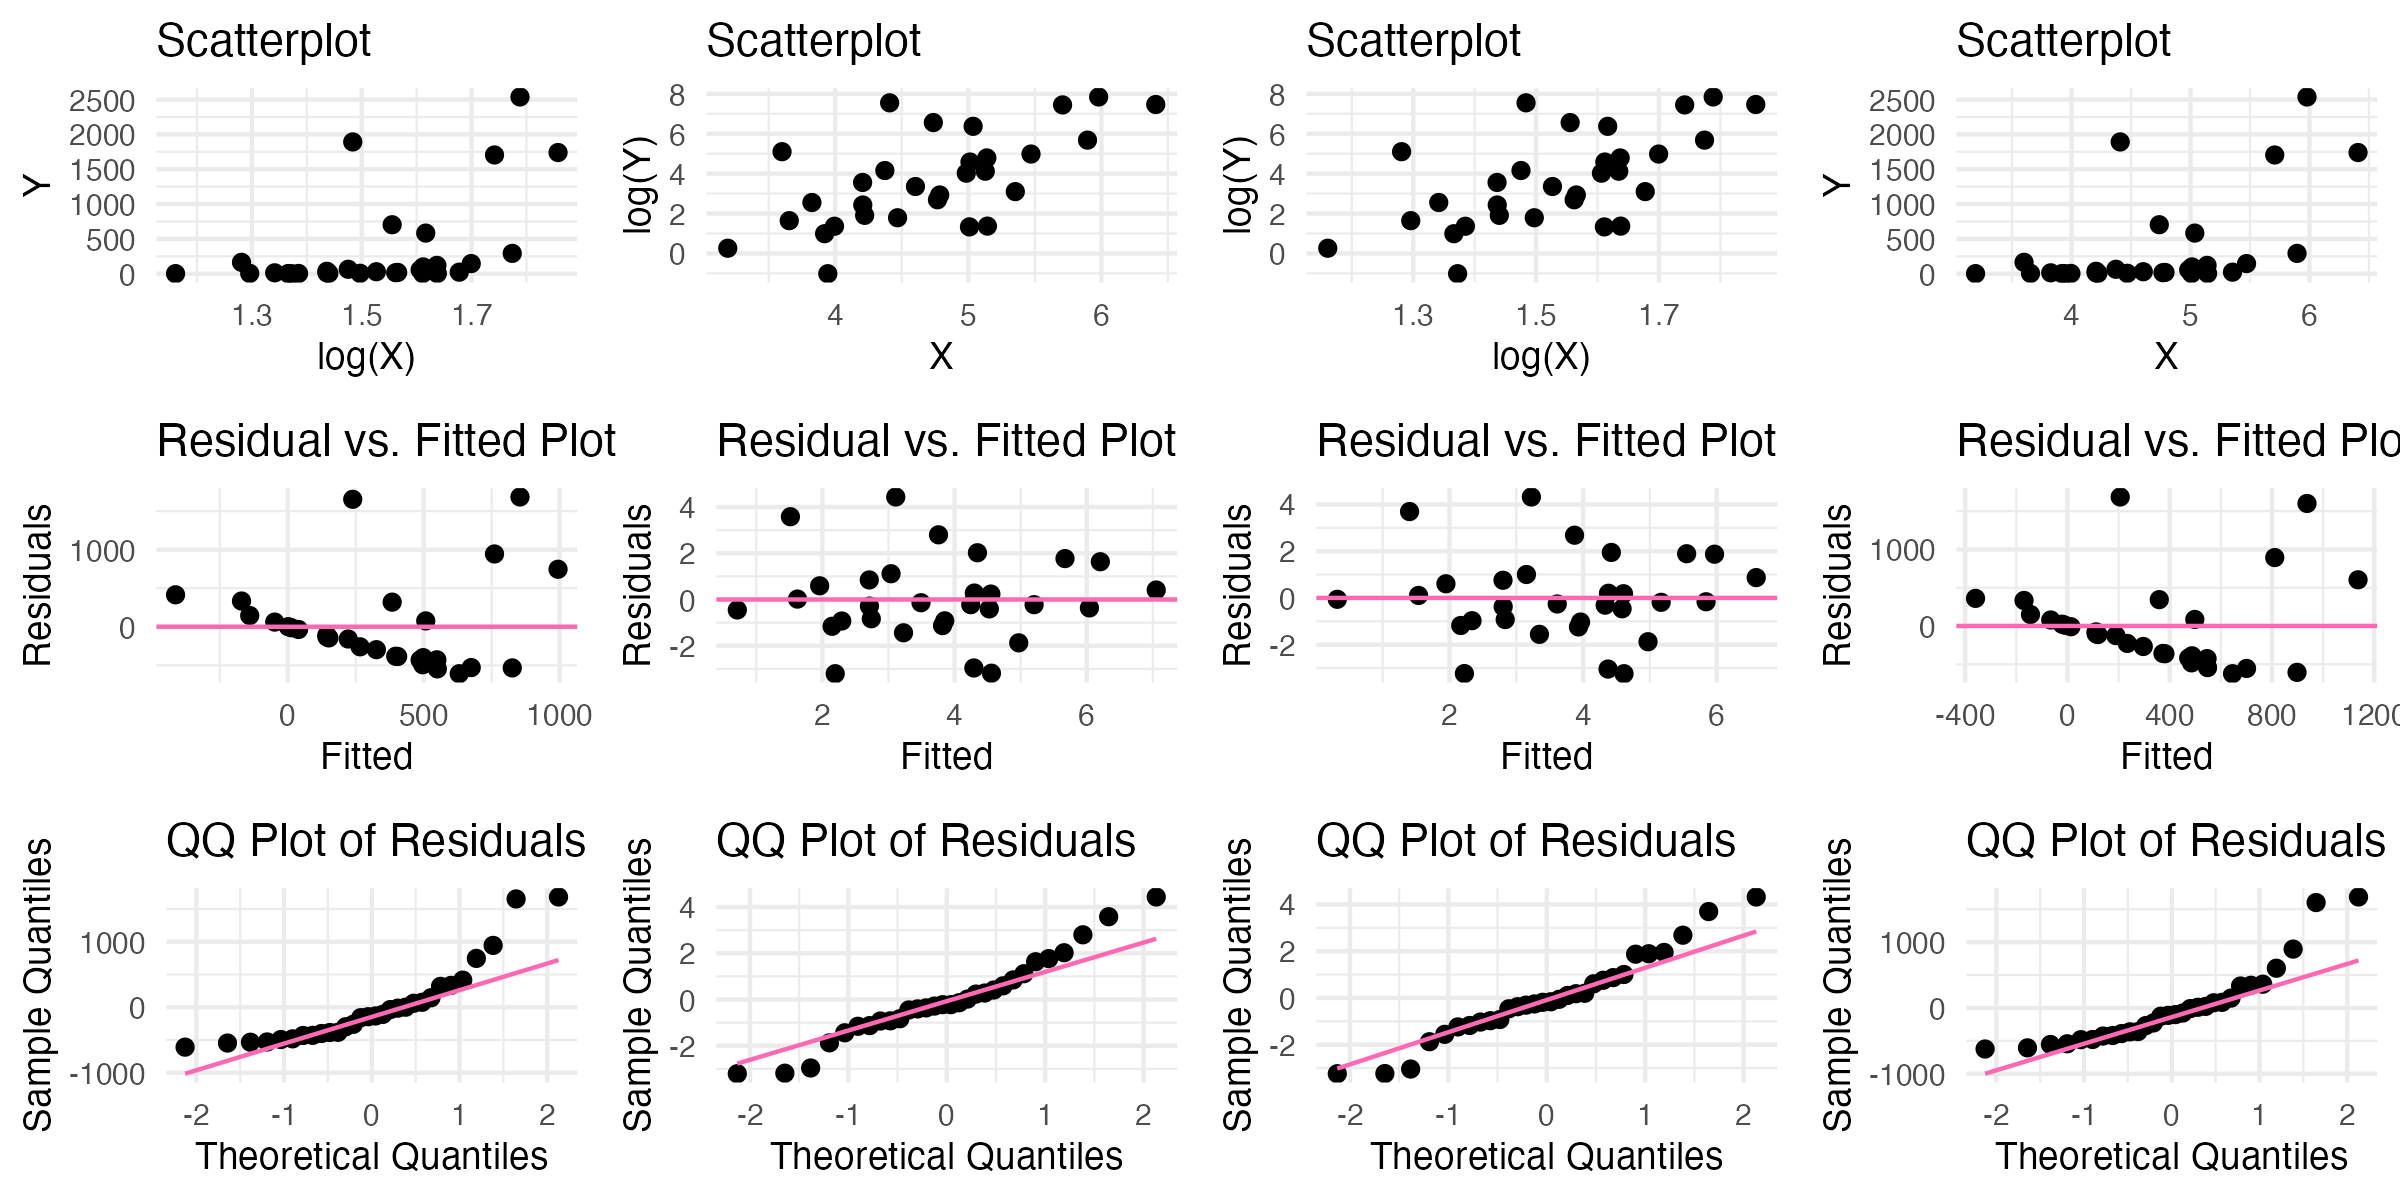 Scatterplot
Y
2500
2000
1500
1000
500
0
1.3 1.5 1.7
log(X)
Scatterplot
log(Y)
8
6
4
2
0
4 5 6
X
Scatterplot
log(Y)
8
6
4
2
0
1.3 1.5 1.7
log(X)
Scatterplot
Y
2500
2000
1500
1000
500
0
4 5 6
X
Residual vs. Fitted Plot
Residuals
1000
0
0 500 1000
Fitted
Residual vs. Fitted Plot
Residuals
4
2
0
-2
2 4 6
Fitted
Residual vs. Fitted Plot
Residuals
4
2
0
-2
2 4 6
Fitted
Residual vs. Fitted Plo
Residuals
1000
0
-400 0 400 800 1200
Fitted
QQ Plot of Residuals
Sample Quantiles
1000
0
-1000
-2 -1 0 1 2
Theoretical Quantiles
QQ Plot of Residuals
Sample Quantiles
4
2
0
-2
-2 -1 0 1 2
Theoretical Quantiles
QQ Plot of Residuals
Sample Quantiles
4
2
0
-2
-2 -1 0 1 2
Theoretical Quantiles
QQ Plot of Residuals
Sample Quantiles
1000
0
-1000
-2 -1 0 1 2
Theoretical Quantiles